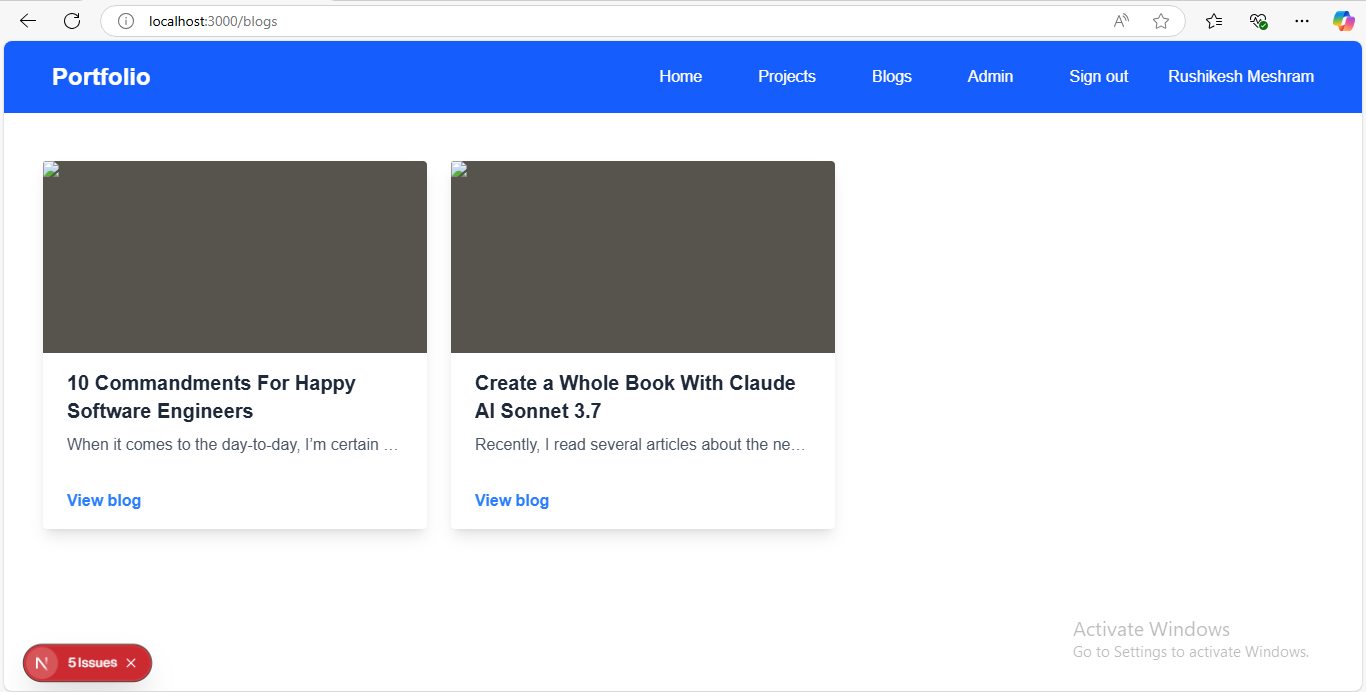 localhost:3000/blogs
Portfolio
Home
Projects
Blogs
Admin
Sign out
Rushikesh Meshram
10 Commandments For Happy
Software Engineers
When it comes to the day-to-day, I'm certain …
View blog
Create a Whole Book With Claude
AI Sonnet 3.7
Recently, I read several articles about the ne…
View blog
Activate Windows
Go to Settings to activate Windows.
N
5 Issues